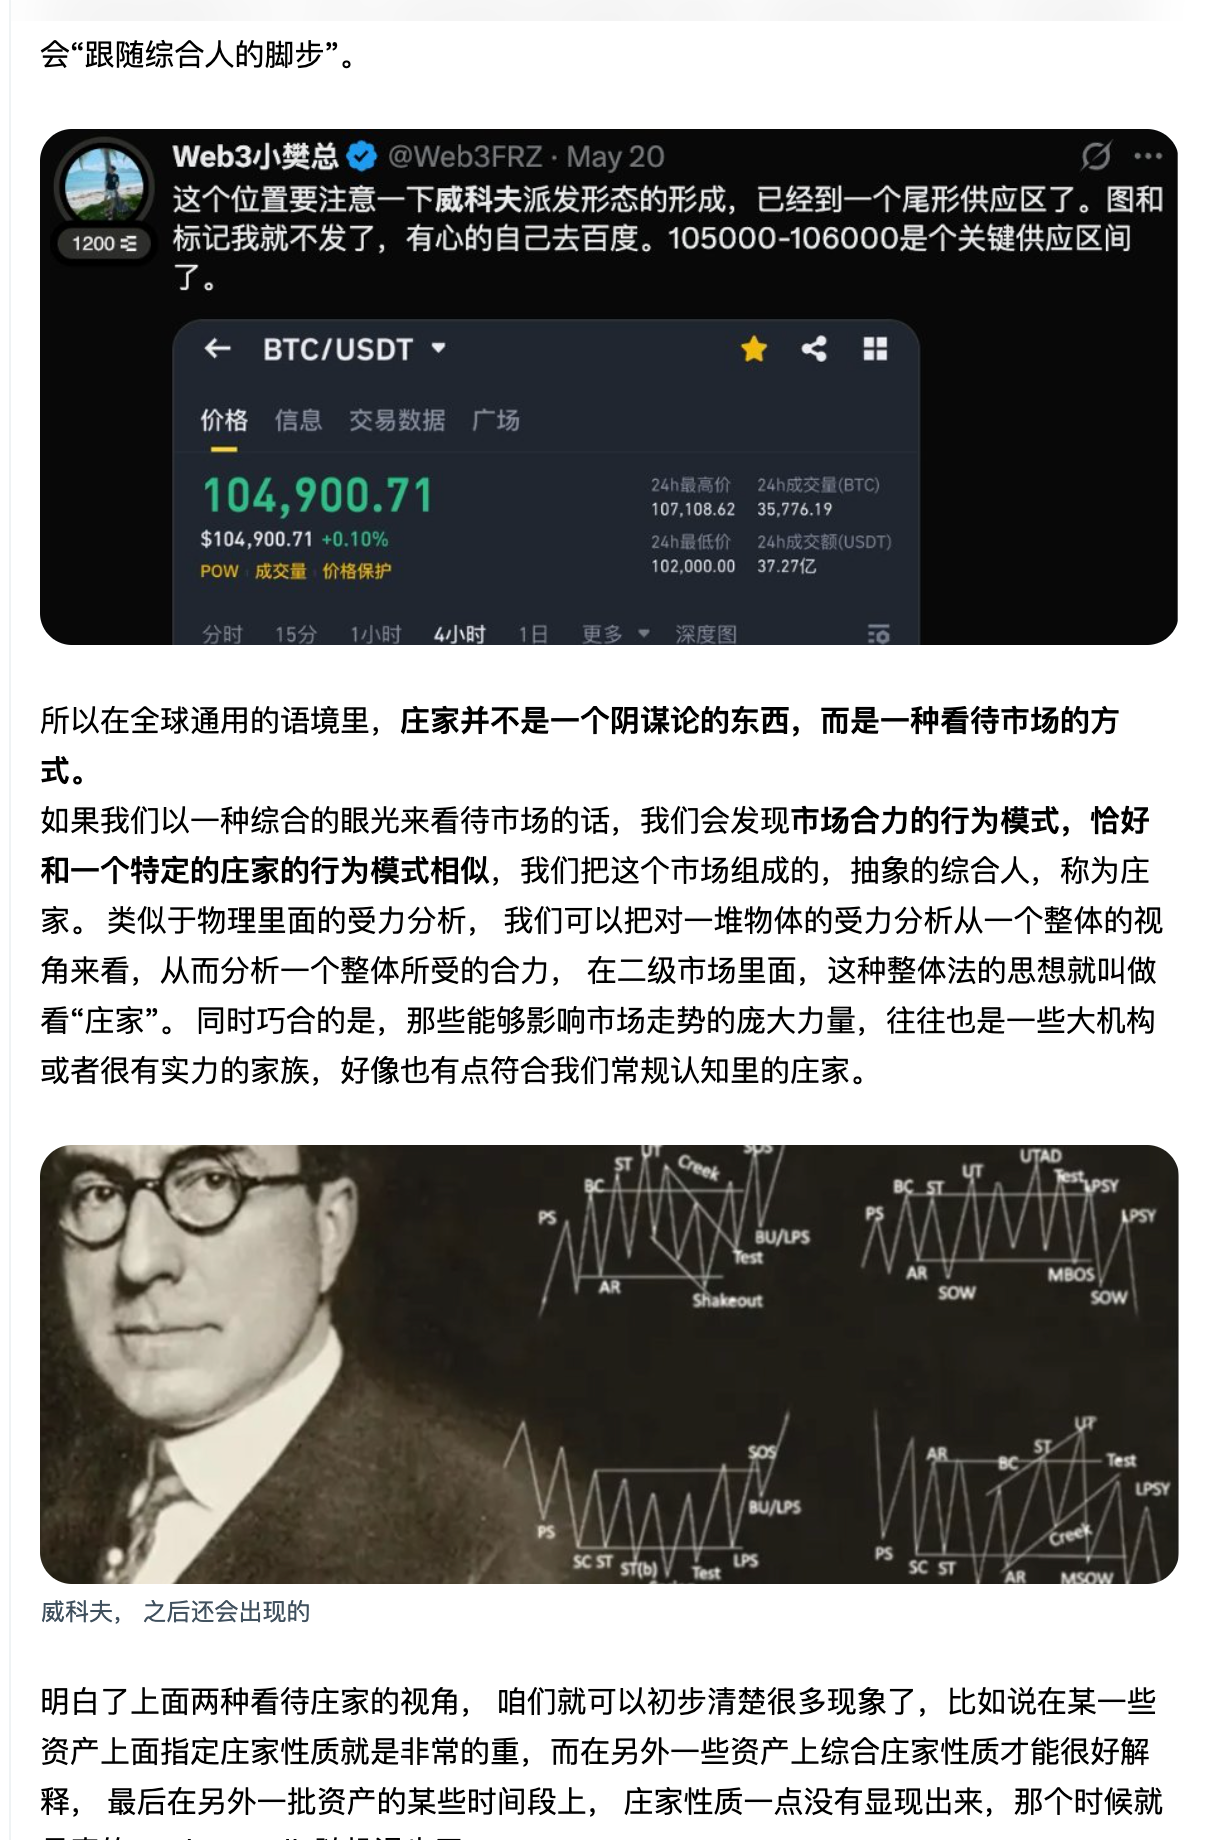 会“跟随综合人的脚步”。
Web3小樊总 @Web3FRZ · May 20
这个位置要注意一下威科夫派发形态的形成，已经到一个尾形供应区了。图和
标记我就不发了，有心的自己去百度。105000-106000是个关键供应区间
了。
1200
BTC/USDT
价格 信息 交易数据 广场
104,900.71
$104,900.71 +0.10%
POW 成交量 价格保护
24h最高价 24h成交量(BTC)
107,108.62 35,776.19
24h最低价 24h成交额(USDT)
102,000.00 37.27亿
分时 15分 1小时 4小时 1日 更多 深度图
所以在全球通用的语境里，庄家并不是一个阴谋论的东西，而是一种看待市场的方
式。
如果我们以一种综合的眼光来看待市场的话，我们会发现市场合力的行为模式，恰好
和一个特定的庄家的行为模式相似，我们把这个市场组成的，抽象的综合人，称为庄
家。 类似于物理里面的受力分析， 我们可以把对一堆物体的受力分析从一个整体的视
角来看，从而分析一个整体所受的合力， 在二级市场里面，这种整体法的思想就叫做
看“庄家”。 同时巧合的是，那些能够影响市场走势的庞大力量，往往也是一些大机构
或者很有实力的家族，好像也有点符合我们常规认知里的庄家。
PS BC ST UT Creek SOS
AR Shakeout Test BU/LPS
PS BC ST UT UTAD Test LPSY LPSY
AR SOW MBOS SOW
PS SC ST ST(b) Test LPS SOS BU/LPS
PS SC ST AR BC ST UT Test LPSY
Creek AR MSOW
威科夫， 之后还会出现的
明白了上面两种看待庄家的视角， 咱们就可以初步清楚很多现象了，比如说在某一些
资产上面指定庄家性质就是非常的重，而在另外一些资产上综合庄家性质才能很好解
释， 最后在另外一批资产的某些时间段上， 庄家性质一点没有显现出来，那个时候就